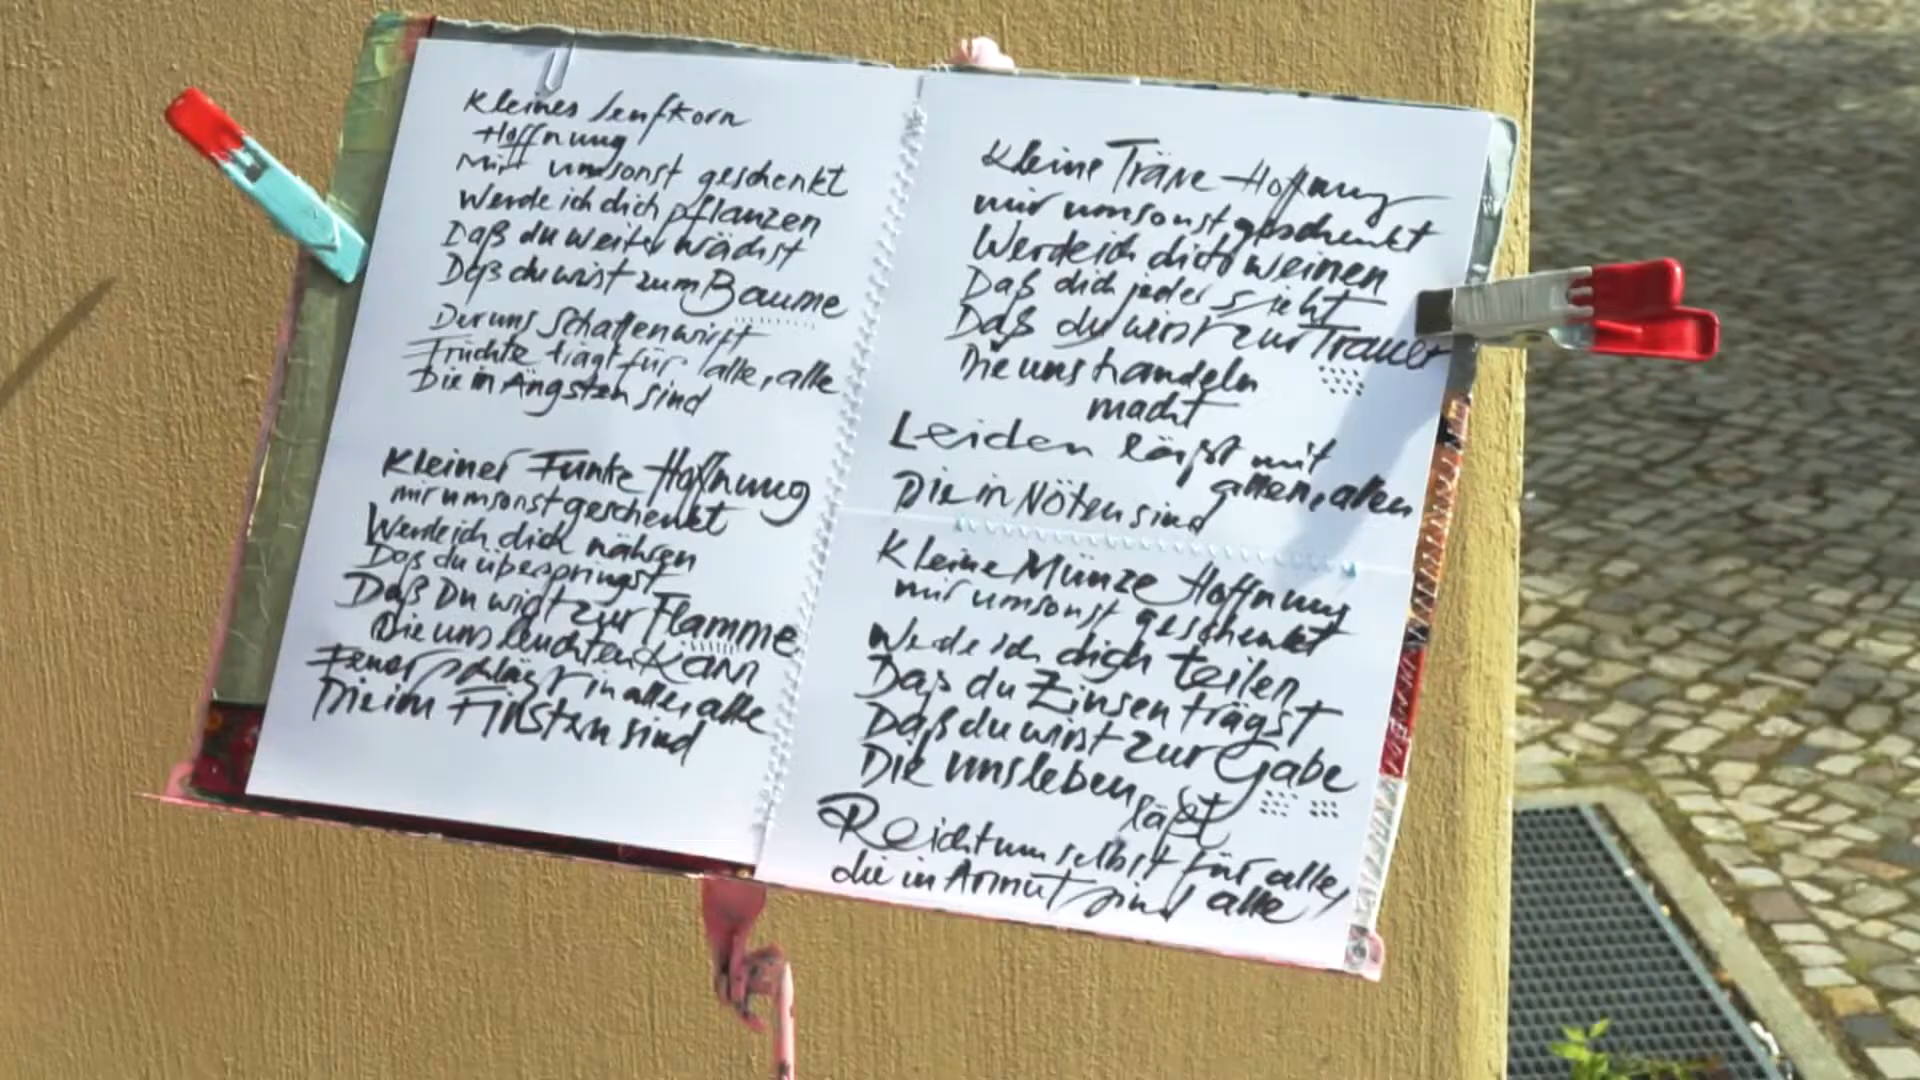 Kleines Senfkorn
Hoffnung
Mir umsonst geschenkt
Werde ich dich pflanzen
Daß du weiter wächst
Daß du wirst zum Baume
Der uns Schatten wirft
Früchte trägt für alle, alle
Die in Ängsten sind
Kleiner Funke Hoffnung
mir umsonst geschenkt
Werde ich dich nähren
Daß du überspringst
Daß Du wirst zur Flamme
Die uns leuchten kann
Feuer schlägt in alle, alle
Die im Finstern sind
Kleine Träne Hoffnung
mir umsonst geschenkt
Werde ich dich weinen
Daß dich jeder sieht
Daß du wirst zur Trauer
Die uns handeln
macht
Leiden läßt mit
allen, allen
Die in Nöten sind
Kleine Münze Hoffnung
mir umsonst geschenkt
Werde ich dich teilen
Daß du Zinsen trägst
Daß du wirst zur Gabe
Die uns leben
läßt
Reichtum selbst für alle,
die in Armut sind alle